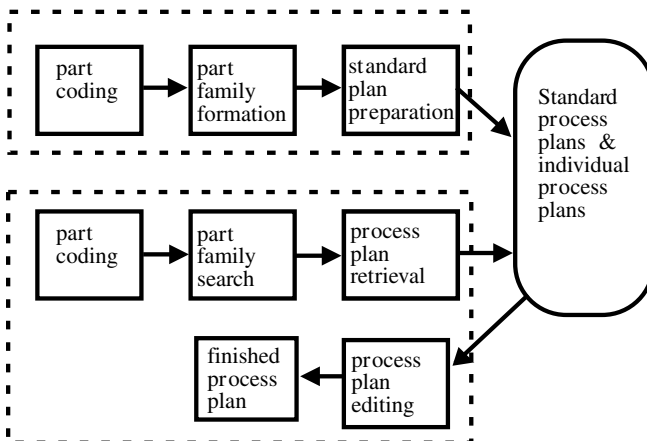 part
coding
part
family
formation
standard
plan
preparation
Standard
process
plans &
individual
process
plans
part
coding
part
family
search
process
plan
retrieval
finished
process
plan
process
plan
editing